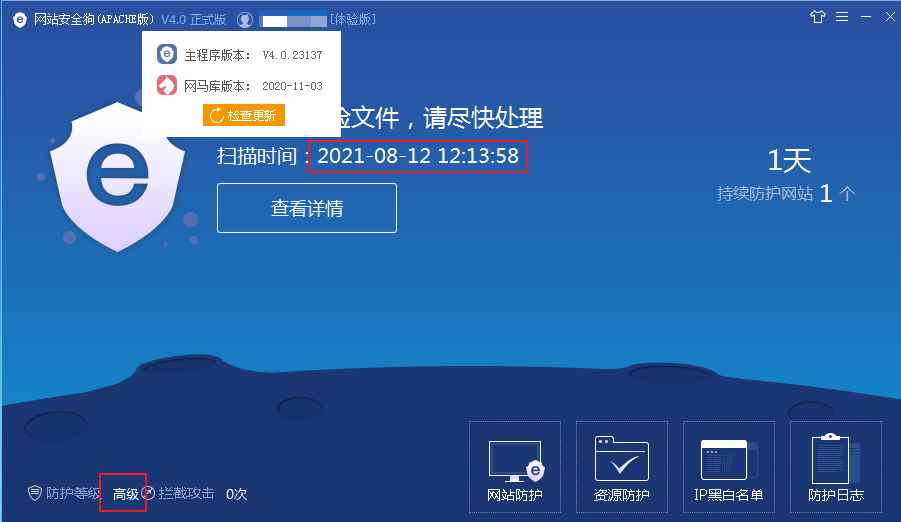 网站安全狗(APACHE版) V4.0 正式版 [体验版]
主程序版本： V4.0.23137
网马库版本： 2020-11-03
检查更新
险文件，请尽快处理
扫描时间：2021-08-12 12:13:58
查看详情
1天
持续防护网站 1 个
防护等级 高级 拦截攻击 0次
网站防护
资源防护
IP黑白名单
防护日志